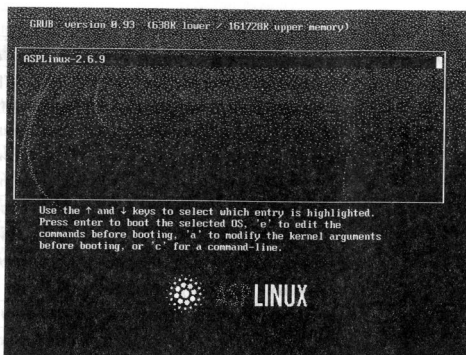 GRUB version 0.93 (638K lower / 161728K upper memory)
ASPLinux-2.6.9
Use the ↑ and ↓ keys to select which entry is highlighted.
Press enter to boot the selected OS, 'e' to edit the
commands before booting, 'a' to modify the kernel arguments
before booting, or 'c' for a command-line.
ASPLINUX